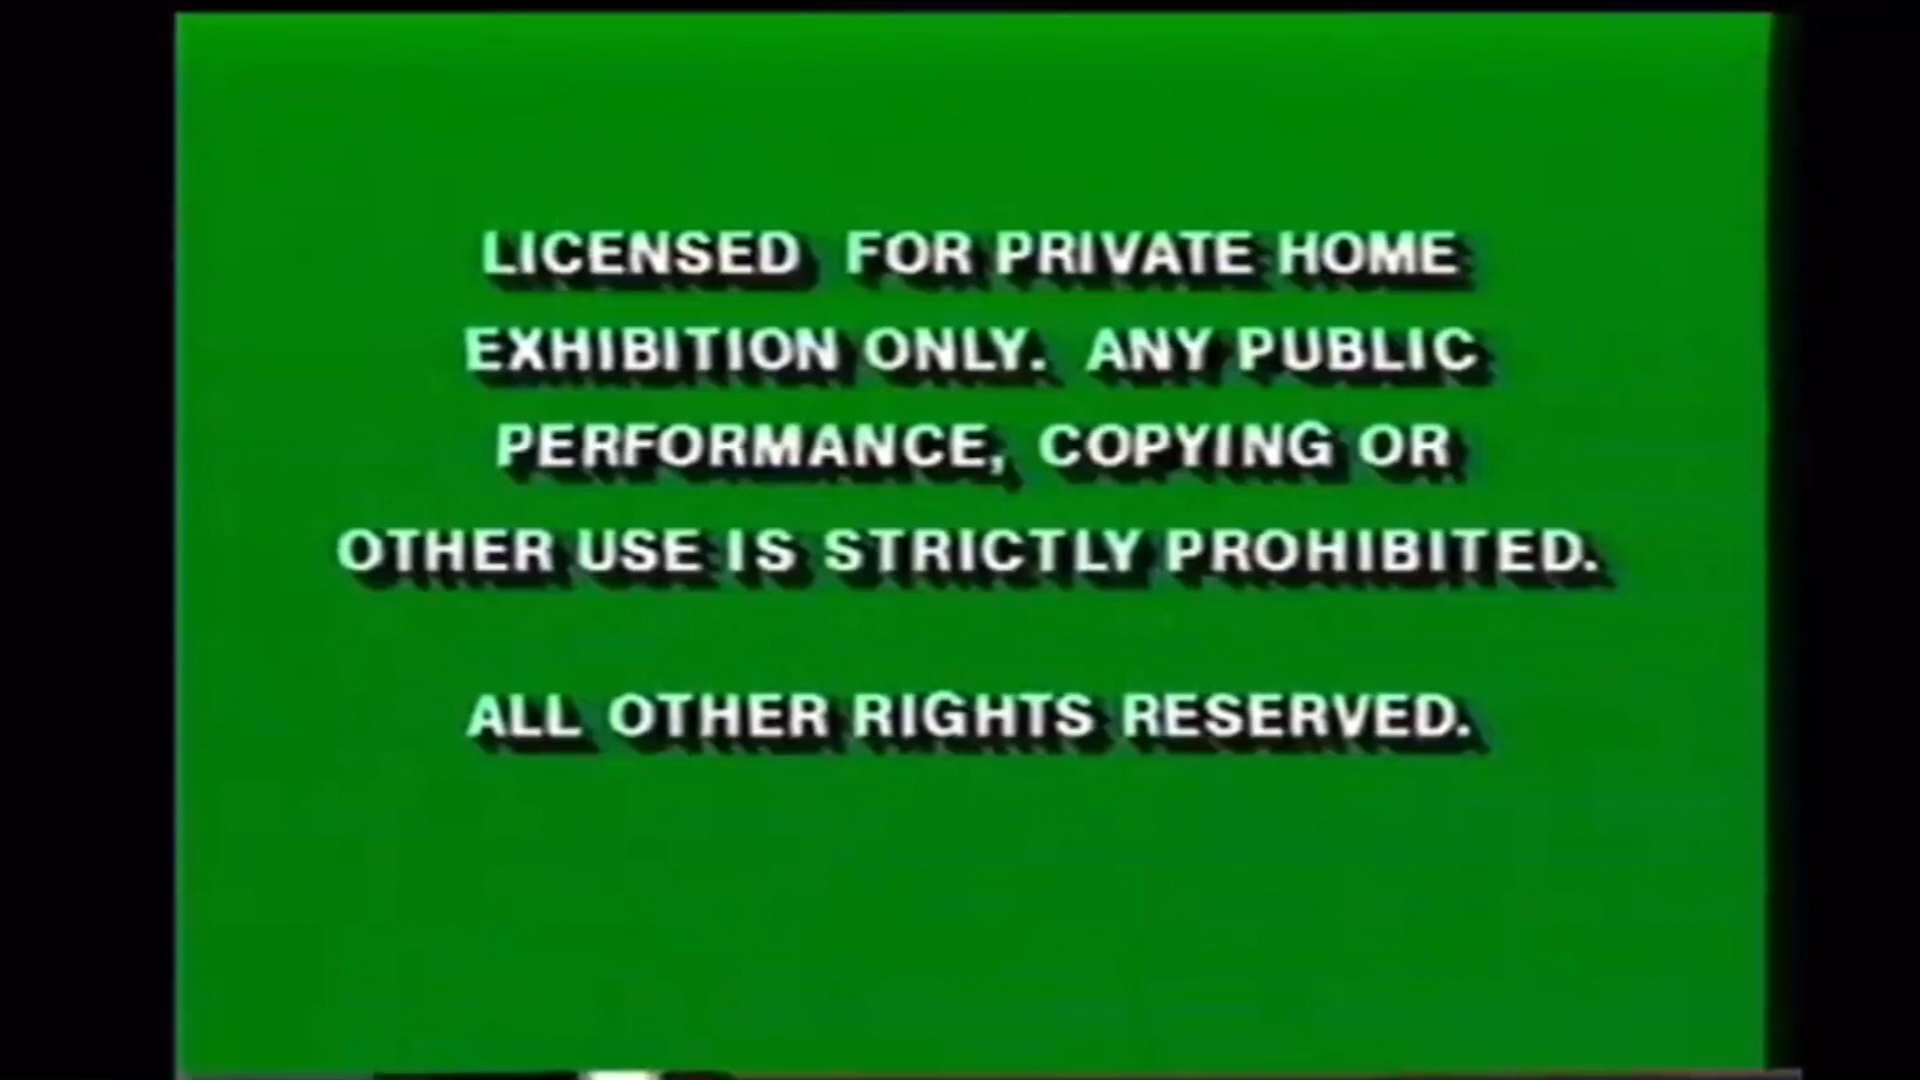 LICENSED FOR PRIVATE HOME
EXHIBITION ONLY. ANY PUBLIC
PERFORMANCE, COPYING OR
OTHER USE IS STRICTLY PROHIBITED.
ALL OTHER RIGHTS RESERVED.